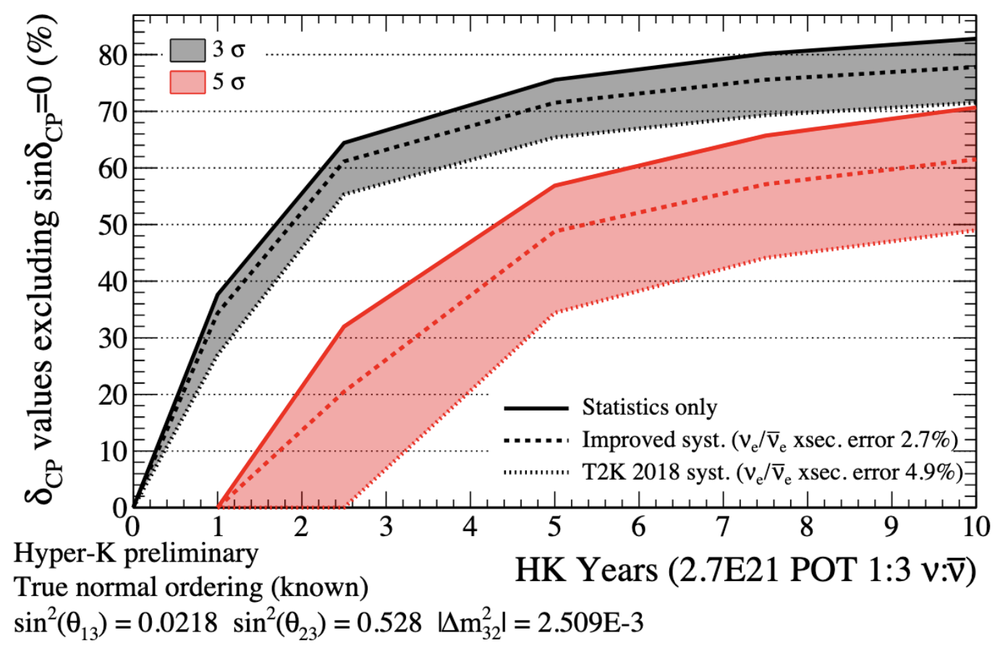 δCP values excluding sinδCP=0 (%)
80
70
60
50
40
30
20
10
0
3 σ
5 σ
Statistics only
Improved syst. (νe/ν̅e xsec. error 2.7%)
T2K 2018 syst. (νe/ν̅e xsec. error 4.9%)
0 1 2 3 4 5 6 7 8 9 10
HK Years (2.7E21 POT 1:3 ν:ν̅)
Hyper-K preliminary
True normal ordering (known)
sin²(θ₁₃) = 0.0218 sin²(θ₂₃) = 0.528 |Δm²₃₂| = 2.509E-3